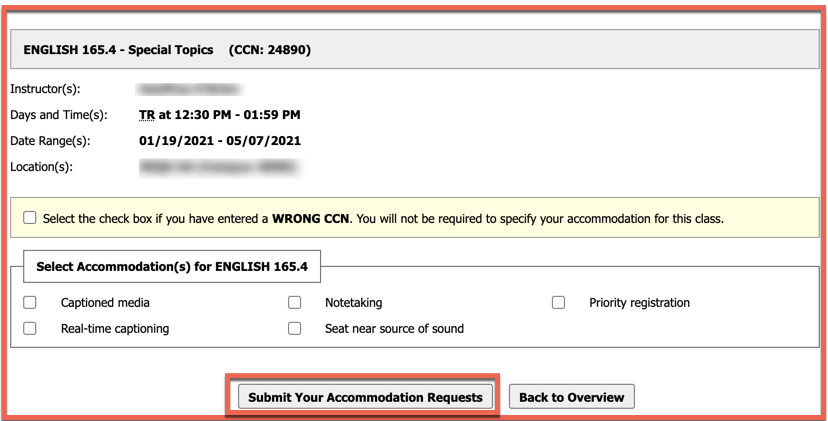 ENGLISH 165.4 - Special Topics (CCN: 24890)
Instructor(s):
Days and Time(s): TR at 12:30 PM - 01:59 PM
Date Range(s): 01/19/2021 - 05/07/2021
Location(s):
Select the check box if you have entered a WRONG CCN. You will not be required to specify your accommodation for this class.
Select Accommodation(s) for ENGLISH 165.4
Captioned media Notetaking Priority registration
Real-time captioning Seat near source of sound
Submit Your Accommodation Requests Back to Overview